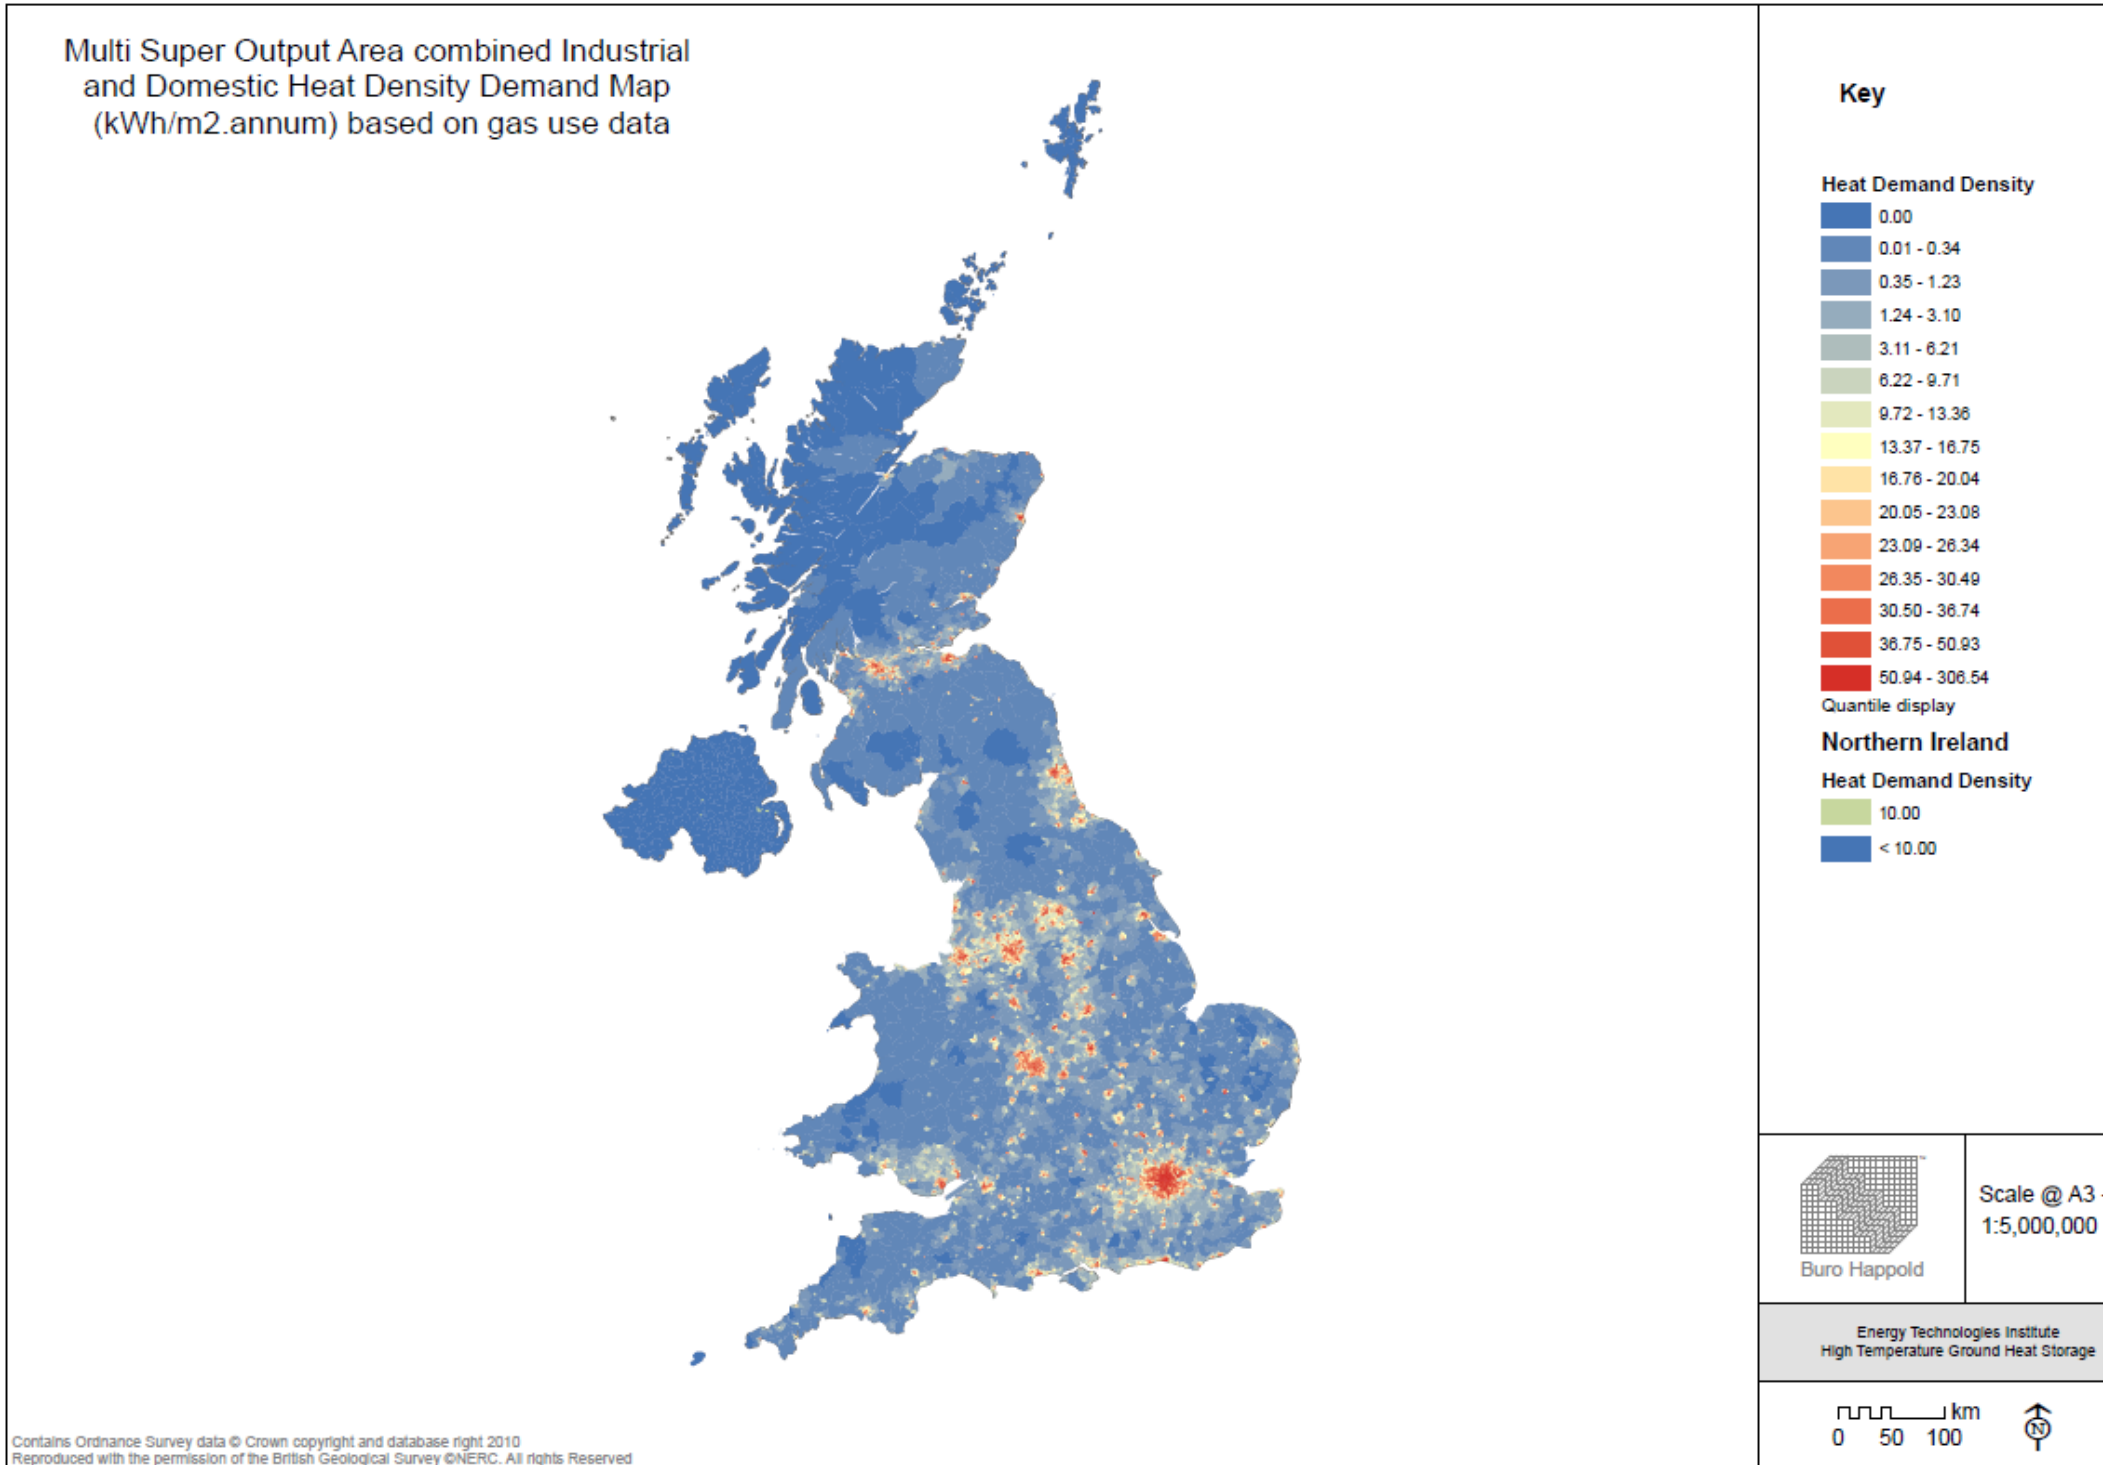 Multi Super Output Area combined Industrial
and Domestic Heat Density Demand Map
(kWh/m2.annum) based on gas use data
Key
Heat Demand Density
0.00
0.01 - 0.34
0.35 - 1.23
1.24 - 3.10
3.11 - 6.21
6.22 - 9.71
9.72 - 13.36
13.37 - 16.75
16.76 - 20.04
20.05 - 23.08
23.09 - 26.34
26.35 - 30.49
30.50 - 36.74
36.75 - 50.93
50.94 - 306.54
Quantile display
Northern Ireland
Heat Demand Density
10.00
< 10.00
™
Buro Happold
Scale @ A3 -
1:5,000,000
Energy Technologies Institute
High Temperature Ground Heat Storage
km
0 50 100
N
Contains Ordnance Survey data © Crown copyright and database right 2010
Reproduced with the permission of the British Geological Survey ©NERC. All rights Reserved